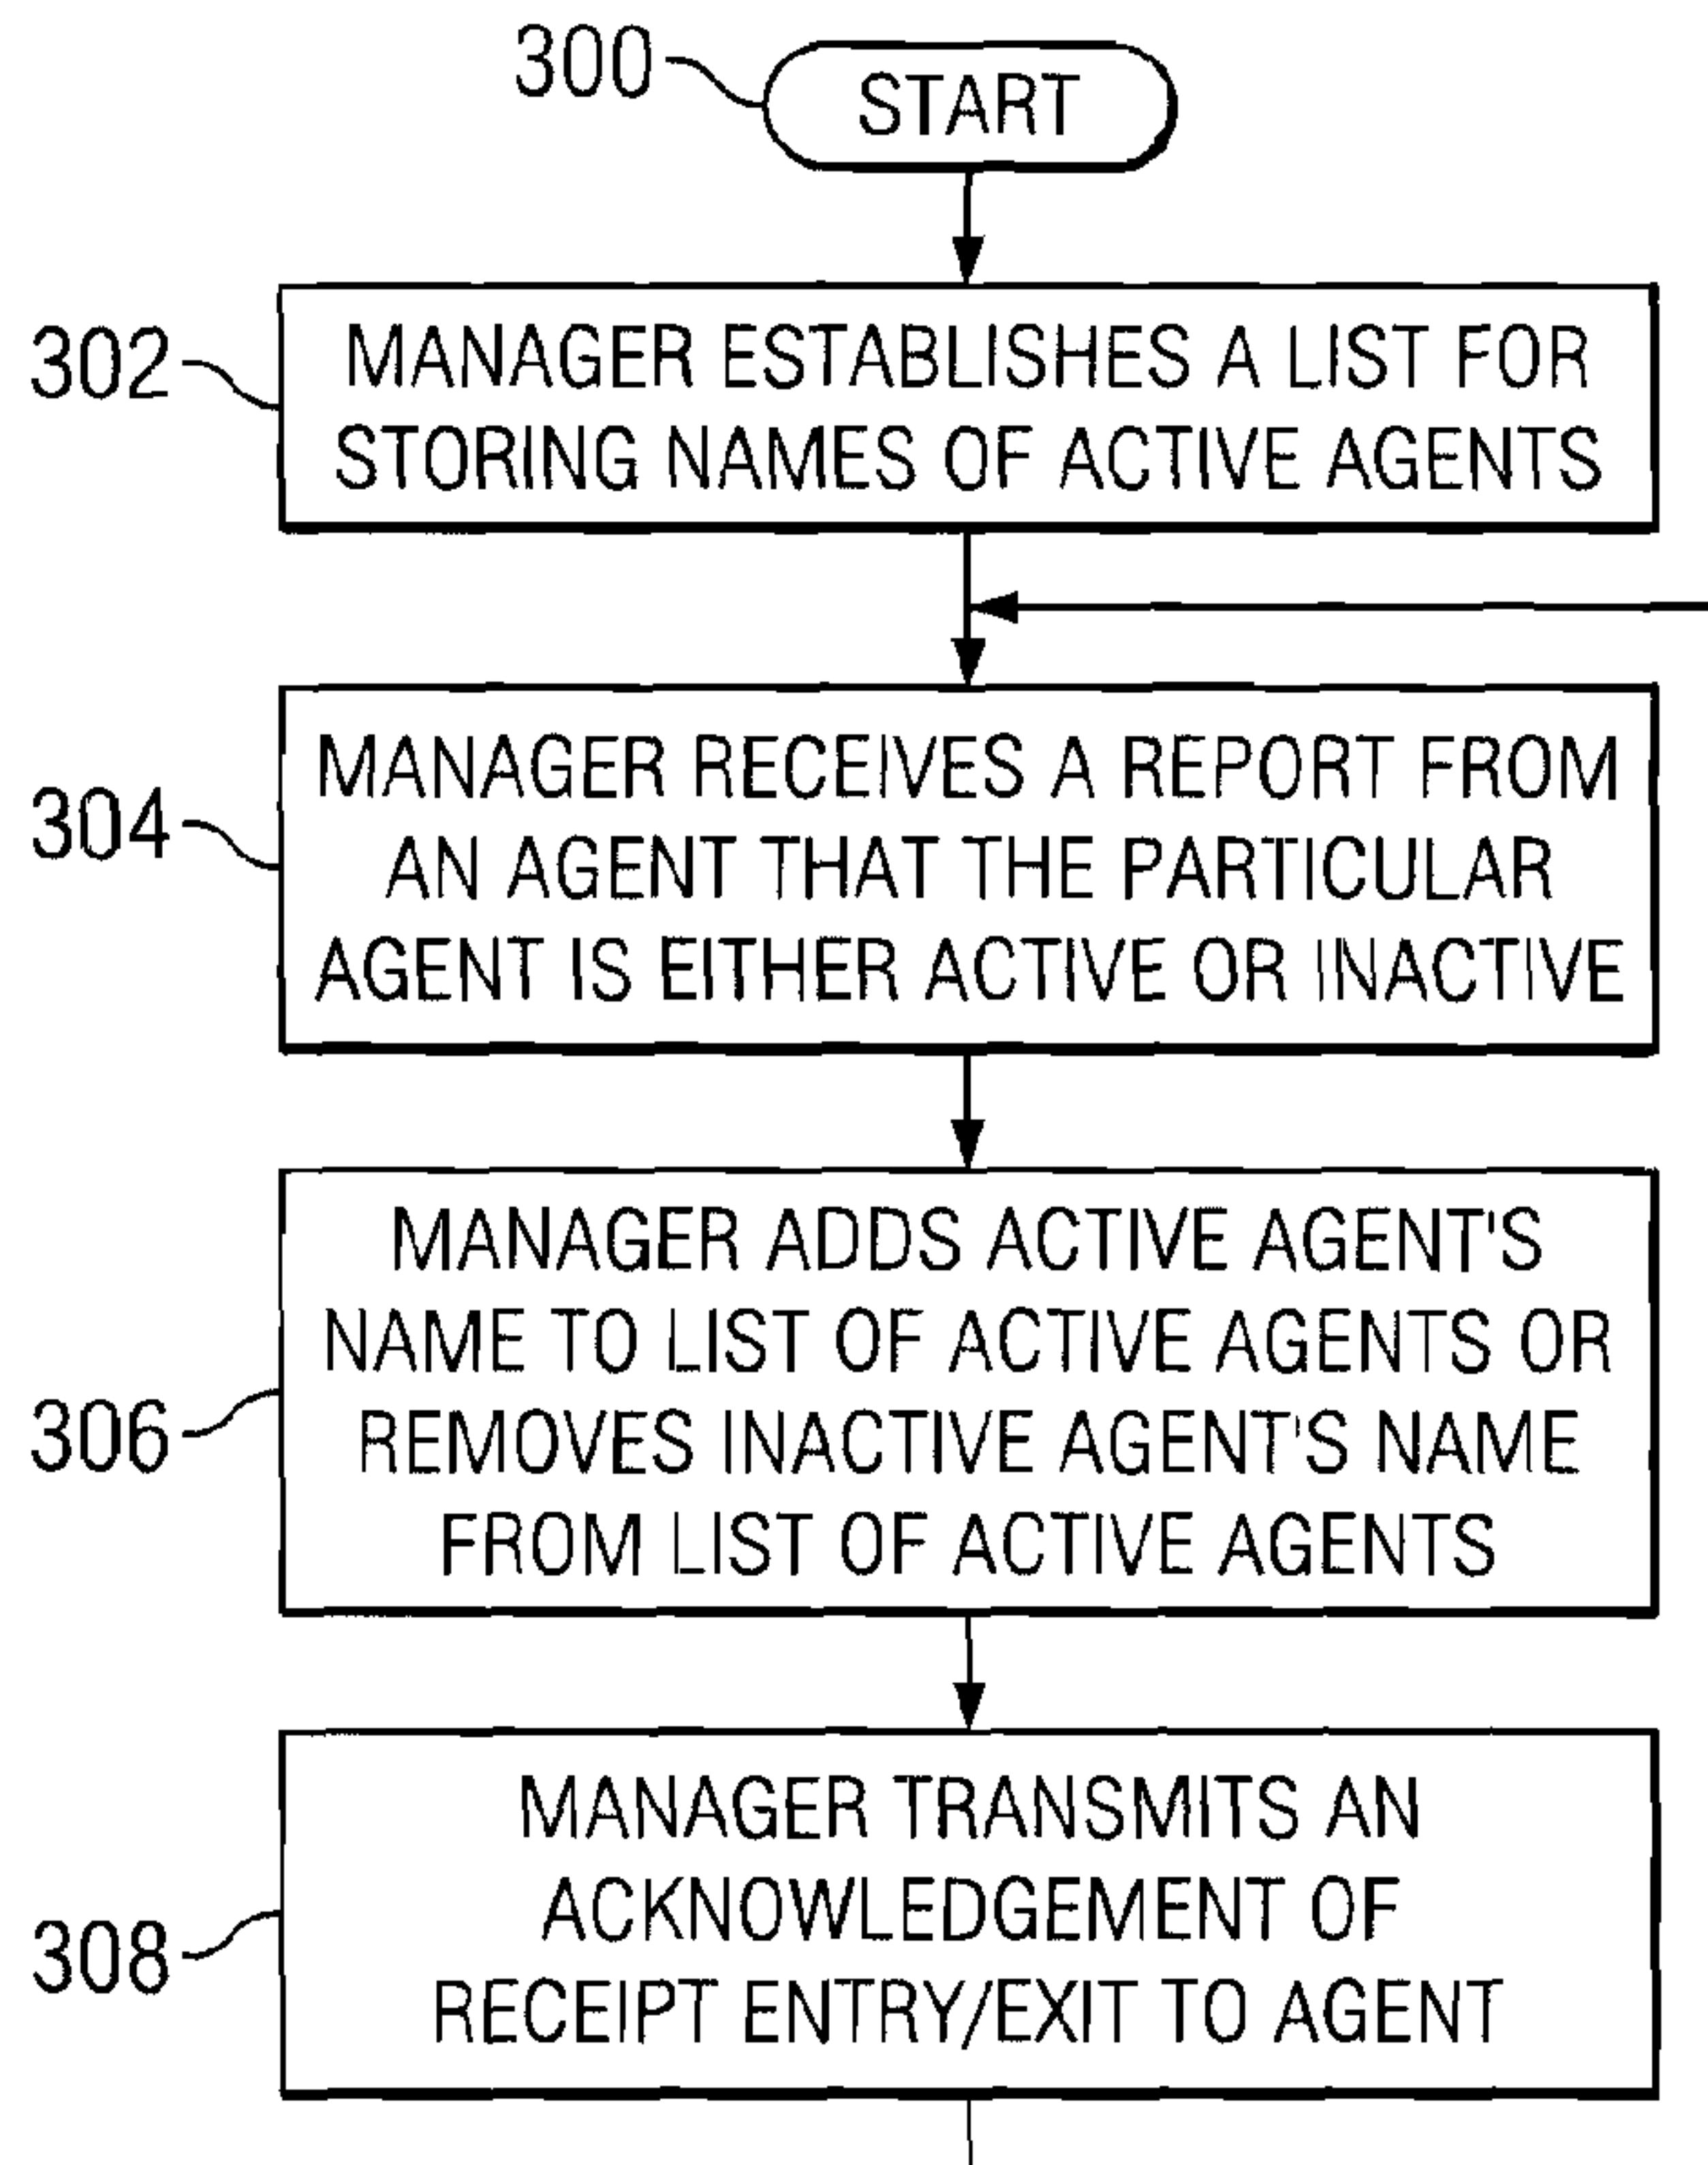 300
START
302
MANAGER ESTABLISHES A LIST FOR
STORING NAMES OF ACTIVE AGENTS
304
MANAGER RECEIVES A REPORT FROM
AN AGENT THAT THE PARTICULAR
AGENT IS EITHER ACTIVE OR INACTIVE
306
MANAGER ADDS ACTIVE AGENT'S
NAME TO LIST OF ACTIVE AGENTS OR
REMOVES INACTIVE AGENT'S NAME
FROM LIST OF ACTIVE AGENTS
308
MANAGER TRANSMITS AN
ACKNOWLEDGEMENT OF
RECEIPT ENTRY/EXIT TO AGENT